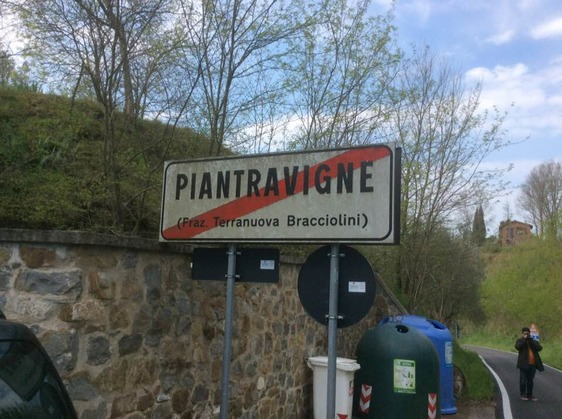 PIANTRAVIGNE
(Fraz. Terranuova Bracciolini)